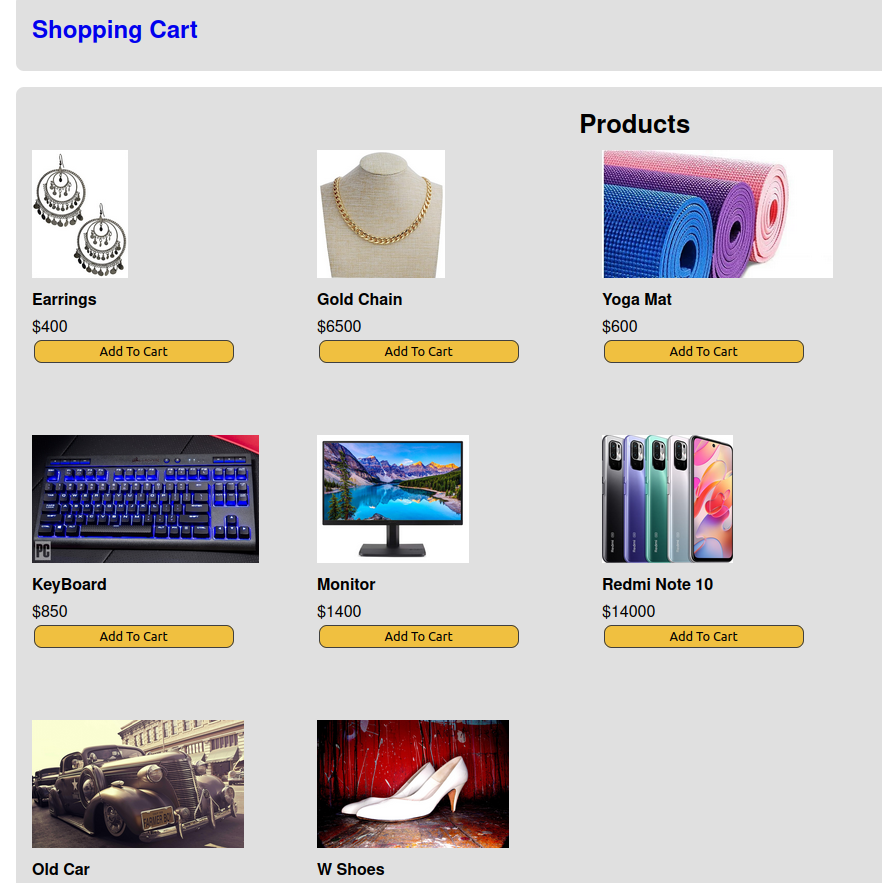 Shopping Cart
Products
Earrings
$400
Add To Cart
Gold Chain
$6500
Add To Cart
Yoga Mat
$600
Add To Cart
PC
KeyBoard
$850
Add To Cart
Monitor
$1400
Add To Cart
Redmi Note 10
$14000
Add To Cart
Old Car
W Shoes